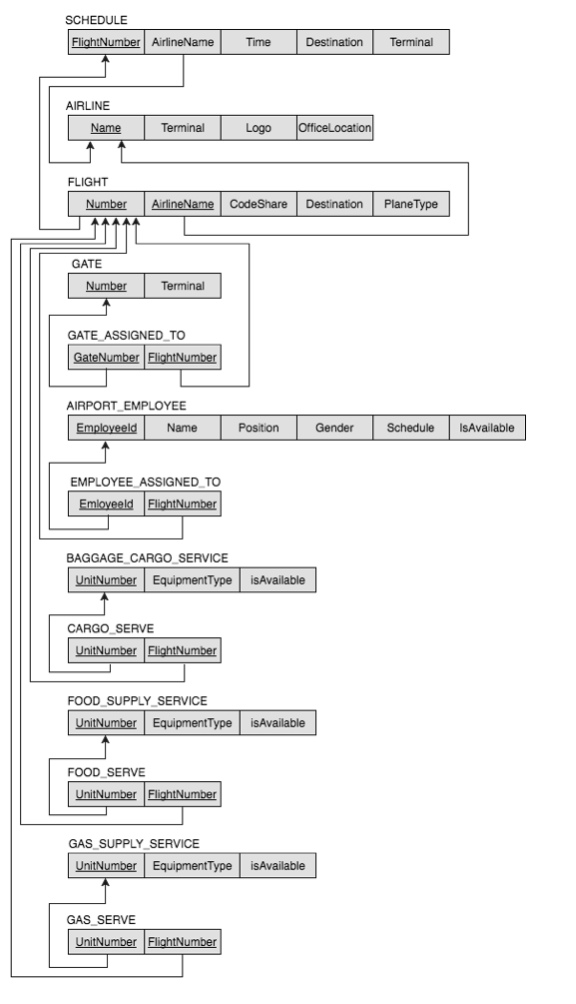 SCHEDULE
FlightNumber AirlineName Time Destination Terminal
AIRLINE
Name Terminal Logo OfficeLocation
FLIGHT
Number AirlineName CodeShare Destination PlaneType
GATE
Number Terminal
GATE_ASSIGNED_TO
GateNumber FlightNumber
AIRPORT_EMPLOYEE
EmployeeId Name Position Gender Schedule IsAvailable
EMPLOYEE_ASSIGNED_TO
EmloyeeId FlightNumber
BAGGAGE_CARGO_SERVICE
UnitNumber EquipmentType isAvailable
CARGO_SERVE
UnitNumber FlightNumber
FOOD_SUPPLY_SERVICE
UnitNumber EquipmentType isAvailable
FOOD_SERVE
UnitNumber FlightNumber
GAS_SUPPLY_SERVICE
UnitNumber EquipmentType isAvailable
GAS_SERVE
UnitNumber FlightNumber